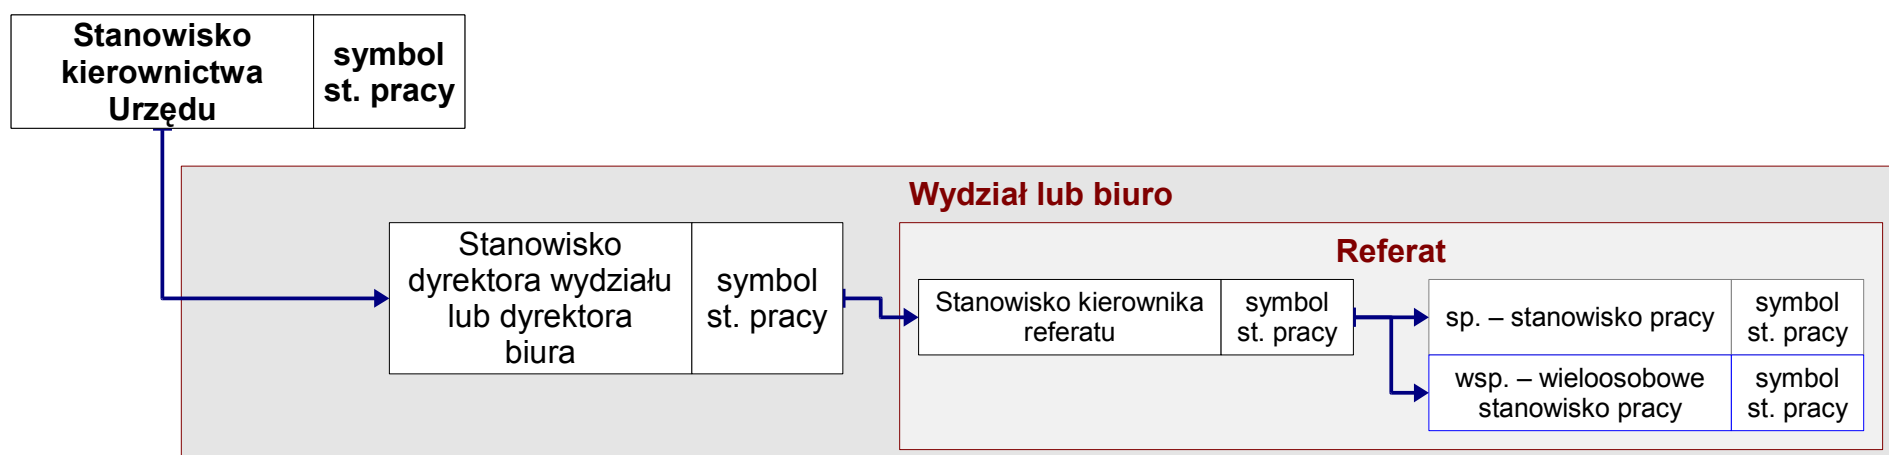 Stanowisko
kierownictwa
Urzędu
symbol
st. pracy
Wydział lub biuro
Stanowisko
dyrektora wydziału
lub dyrektora
biura
symbol
st. pracy
Referat
Stanowisko kierownika
referatu
symbol
st. pracy
sp. – stanowisko pracy
symbol
st. pracy
wsp. – wieloosobowe
stanowisko pracy
symbol
st. pracy